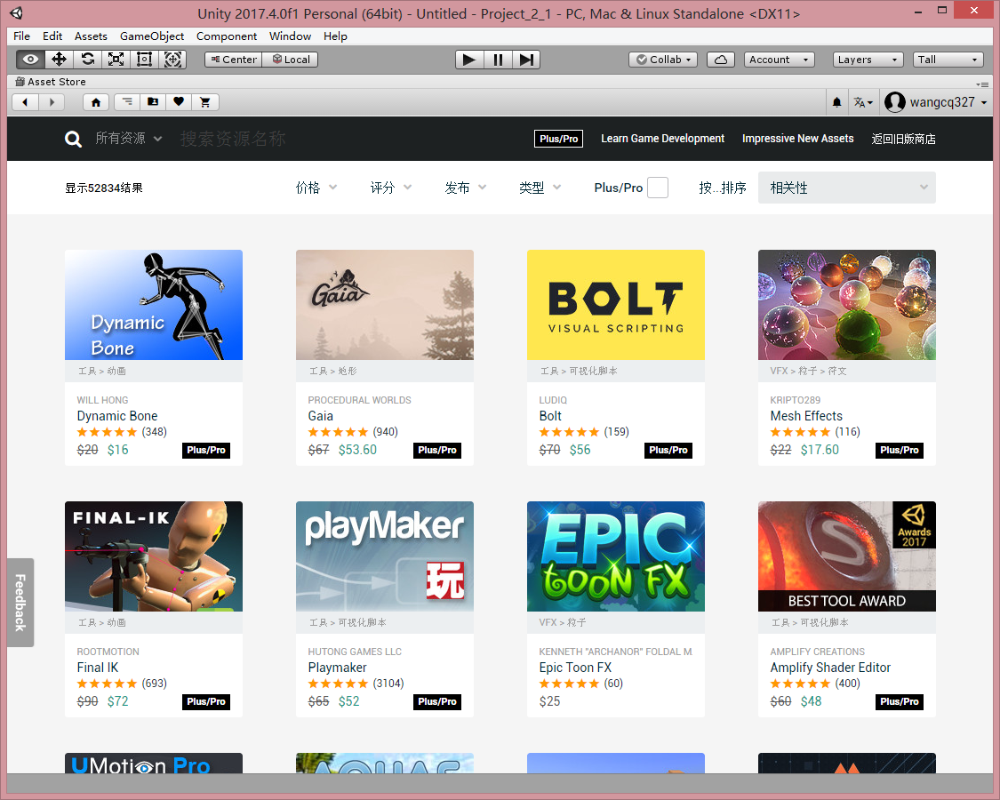 Unity 2017.4.0f1 Personal (64bit) - Untitled - Project_2_1 - PC, Mac & Linux Standalone <DX11>
File Edit Assets GameObject Component Window Help
Center Local Collab Account Layers Tall
Asset Store
wangcq327
所有资源 搜索资源名称 Plus/Pro Learn Game Development Impressive New Assets 返回旧版商店
显示52834结果 价格 评分 发布 类型 Plus/Pro 按...排序 相关性
Dynamic
Bone
Gaia
BOLT
VISUAL SCRIPTING
工具 > 动画
工具 > 地形
工具 > 可视化脚本
VFX > 粒子 > 符文
WILL HONG
Dynamic Bone
(348)
$20 $16 Plus/Pro
PROCEDURAL WORLDS
Gaia
(940)
$67 $53.60 Plus/Pro
LUDIQ
Bolt
(159)
$70 $56 Plus/Pro
KRIPTO289
Mesh Effects
(116)
$22 $17.60 Plus/Pro
FINAL-IK
playMaker
玩
EPIC
toon FX
Awards
2017
BEST TOOL AWARD
工具 > 动画
工具 > 可视化脚本
VFX > 粒子
工具 > 可视化脚本
ROOTMOTION
Final IK
(693)
$90 $72 Plus/Pro
HUTONG GAMES LLC
Playmaker
(3104)
$65 $52 Plus/Pro
KENNETH "ARCHANOR" FOLDAL M
Epic Toon FX
(60)
$25
AMPLIFY CREATIONS
Amplify Shader Editor
(400)
$60 $48 Plus/Pro
Feedback
UMotion Pro
AQUAS